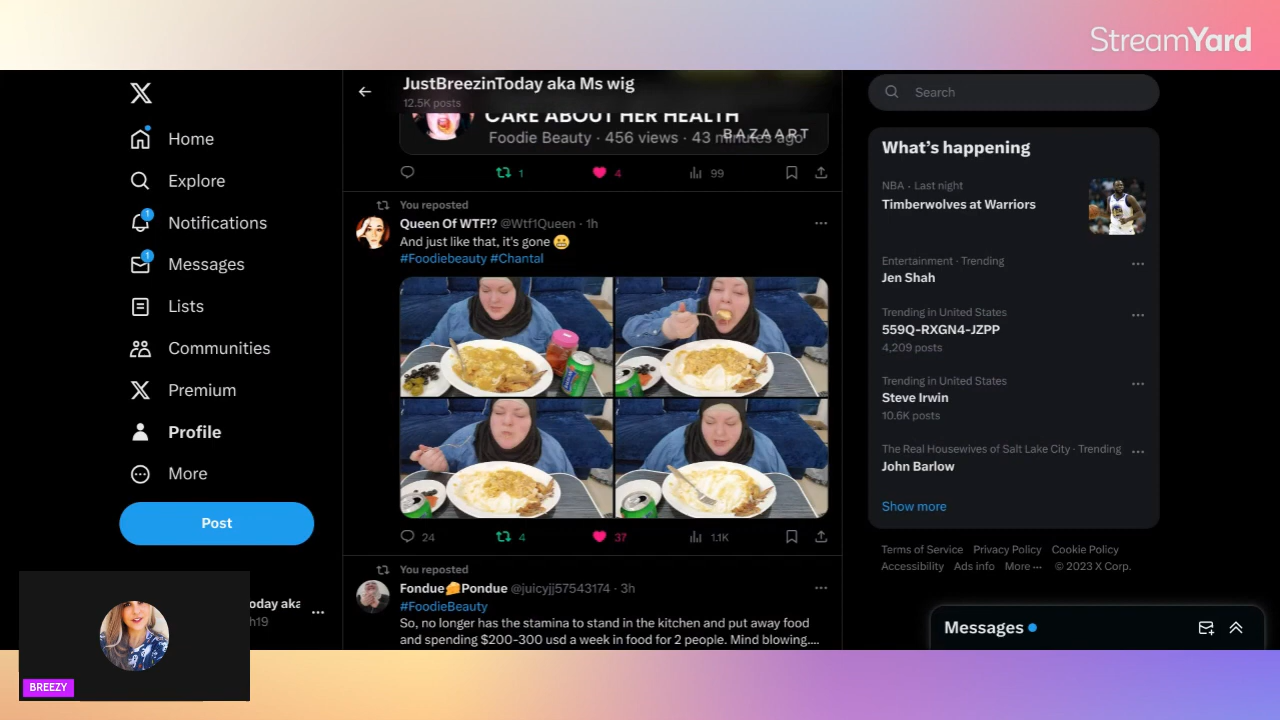 StreamYard
JustBreezinToday aka Ms wig
12.5K posts
CARE ABOUT HER HEALTH
Foodie Beauty · 456 views · 43 minutes ago
BAZAART
1
4
99
Home
Explore
1
Notifications
1
Messages
Lists
Communities
Premium
Profile
More
Post
oday aka
h19
BREEZY
You reposted
Queen Of WTF!? @Wtf1Queen · 1h
And just like that, it's gone 😬
#Foodiebeauty #Chantal
24
4
37
1.1K
You reposted
Fondue🧀Pondue @juicyjj57543174 · 3h
#FoodieBeauty
So, no longer has the stamina to stand in the kitchen and put away food
and spending $200-300 usd a week in food for 2 people. Mind blowing....
Search
What's happening
NBA · Last night
Timberwolves at Warriors
Entertainment · Trending
Jen Shah
Trending in United States
559Q-RXGN4-JZPP
4,209 posts
Trending in United States
Steve Irwin
10.6K posts
The Real Housewives of Salt Lake City · Trending
John Barlow
Show more
Terms of Service Privacy Policy Cookie Policy
Accessibility Ads info More ··· © 2023 X Corp.
Messages